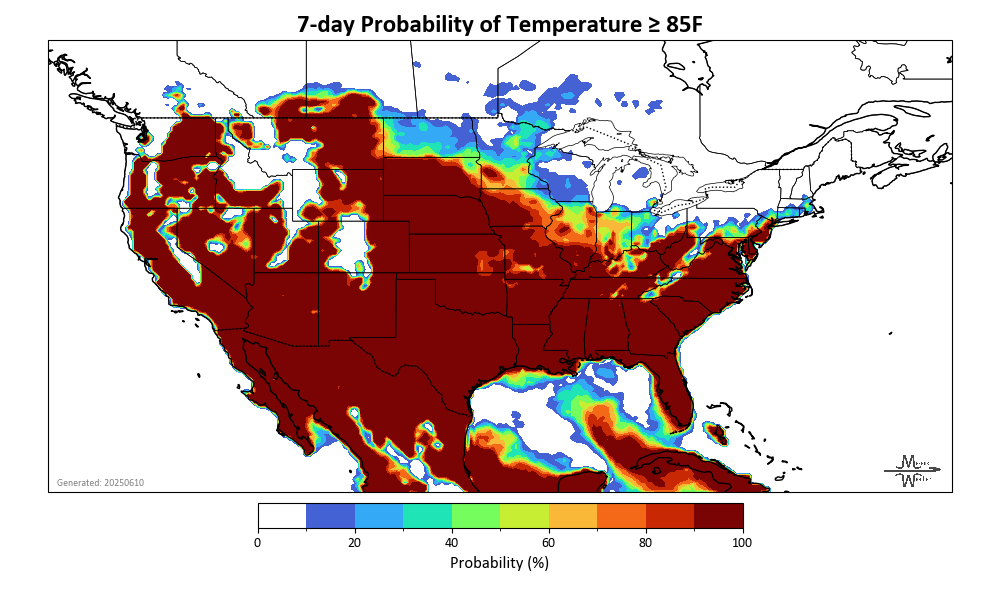 7-day Probability of Temperature ≥ 85F
Generated: 20250610
0 20 40 60 80 100
Probability (%)